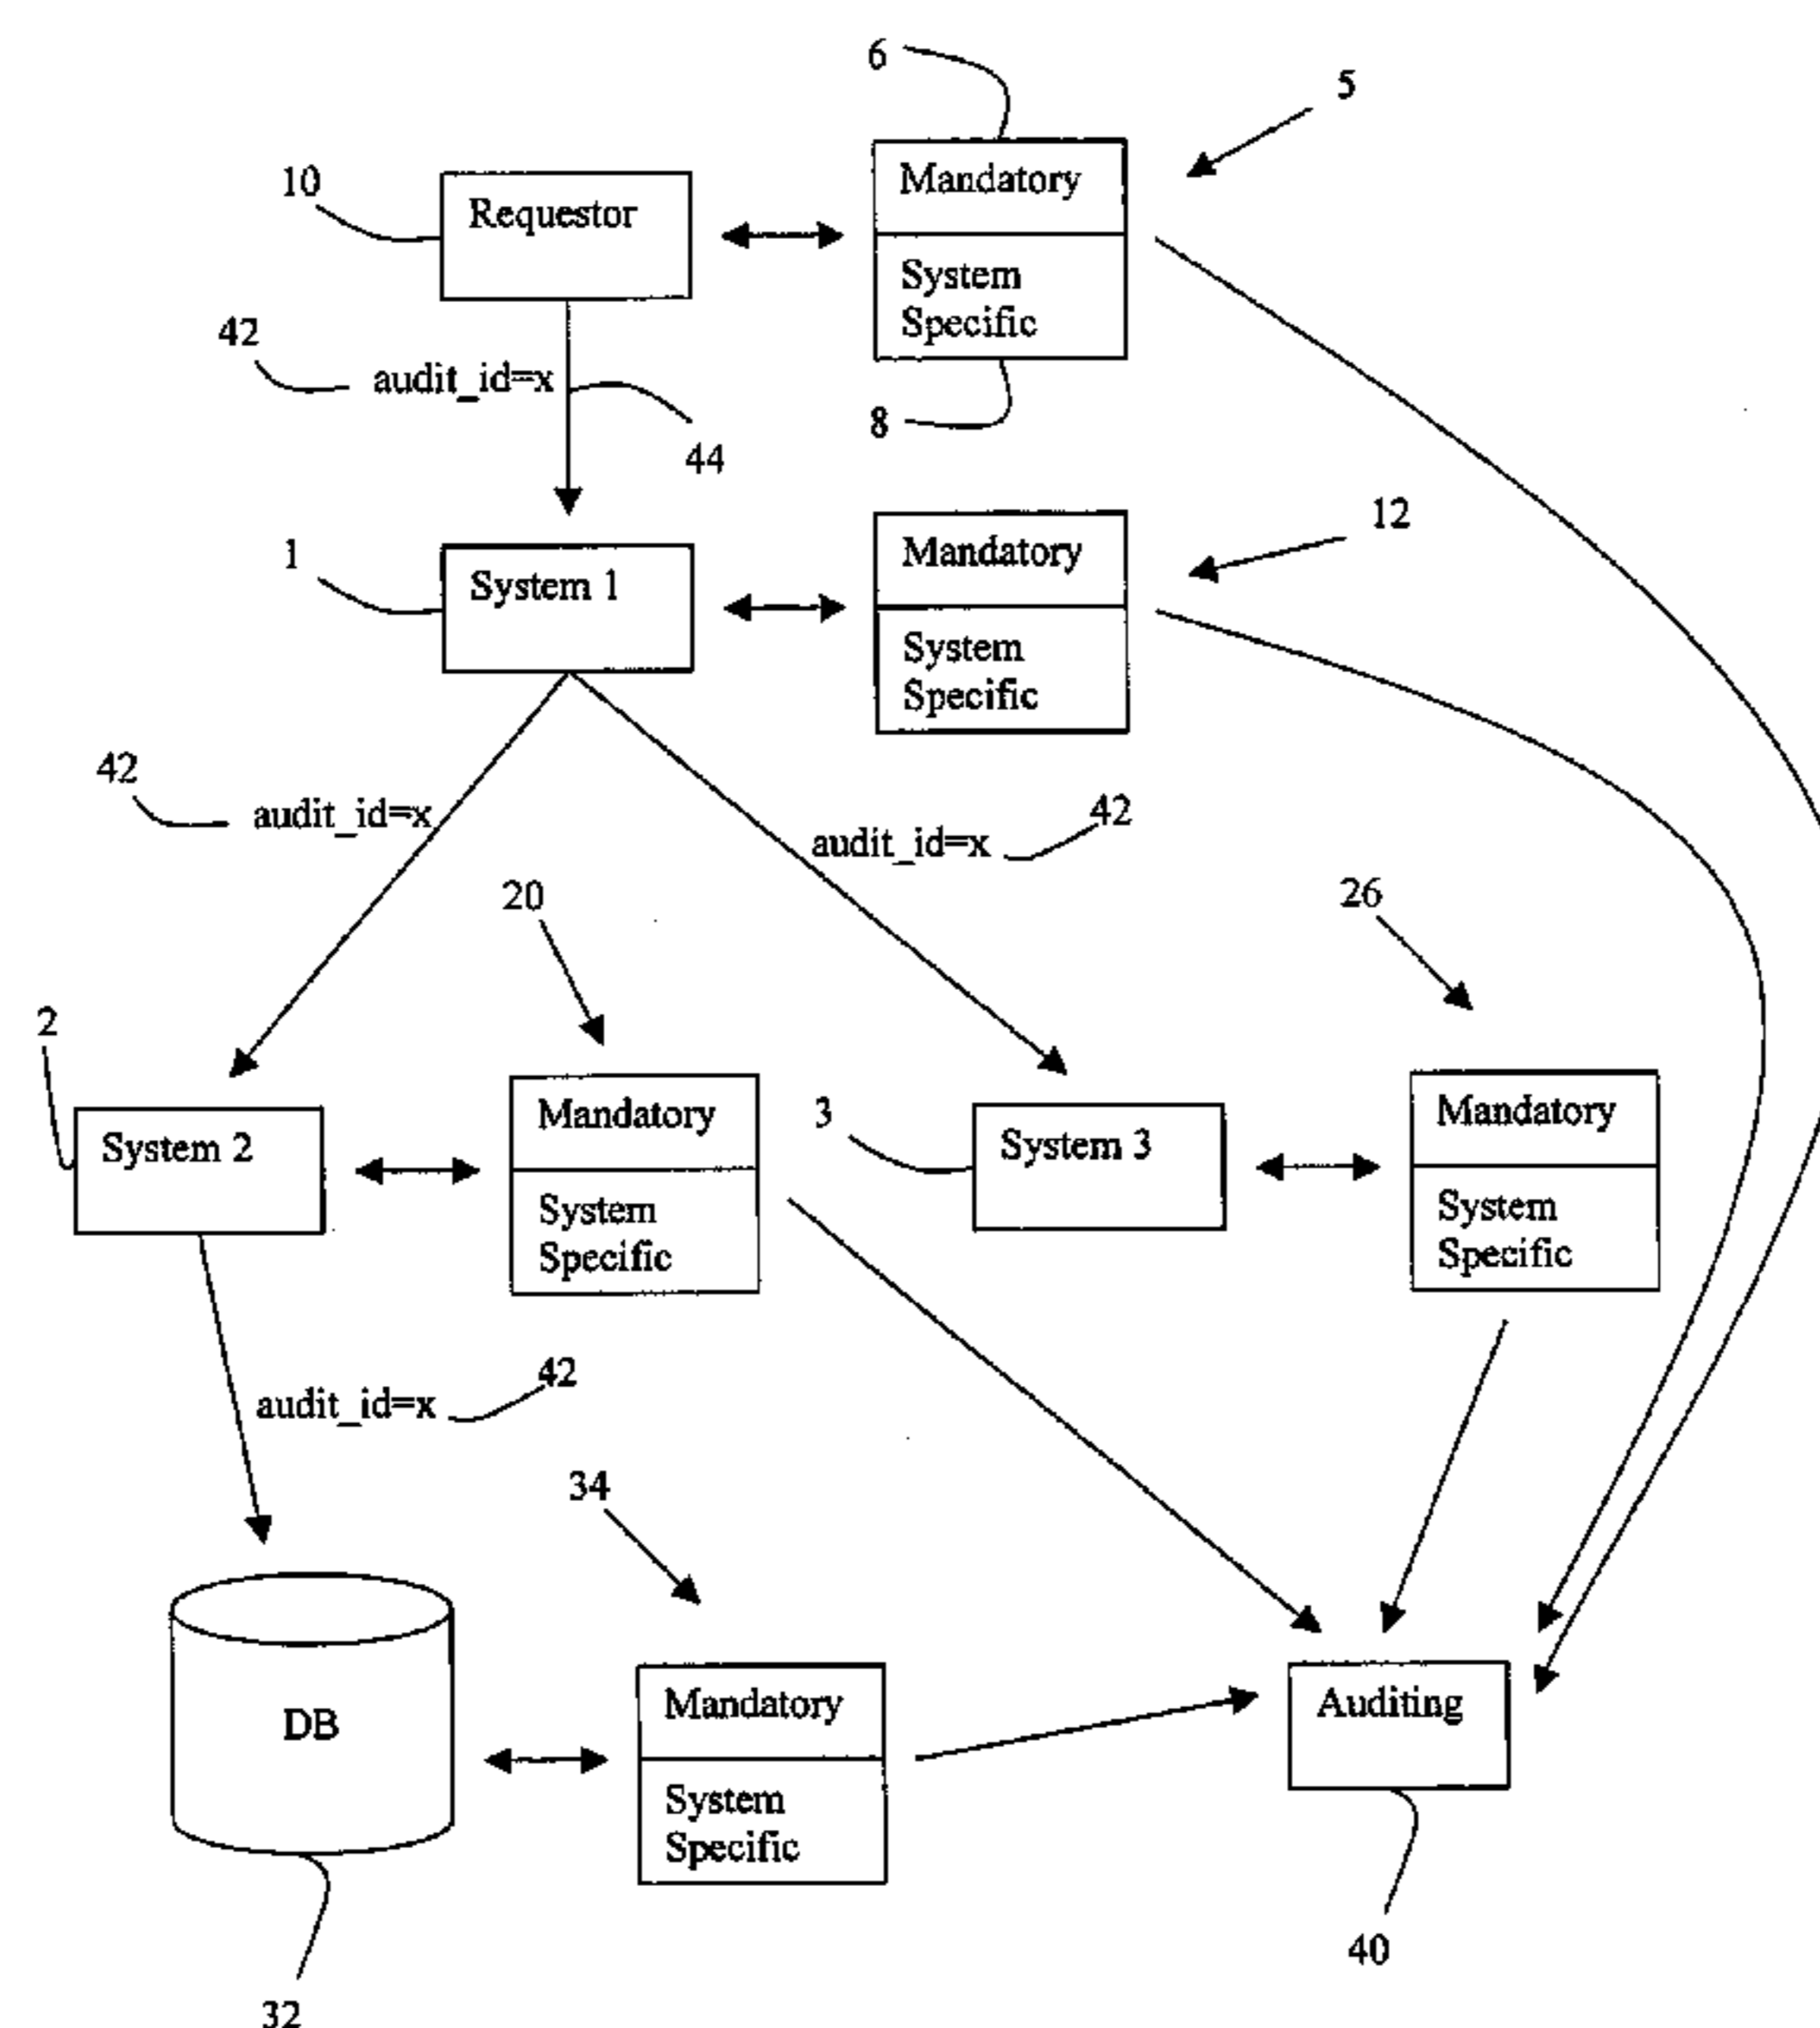 6
5
10
Requestor
Mandatory
System
Specific
42
audit_id=x
44
8
12
1
System 1
Mandatory
System
Specific
42
audit_id=x
audit_id=x
42
20
26
2
System 2
Mandatory
System
Specific
3
System 3
Mandatory
System
Specific
audit_id=x
42
34
DB
Mandatory
System
Specific
Auditing
40
32